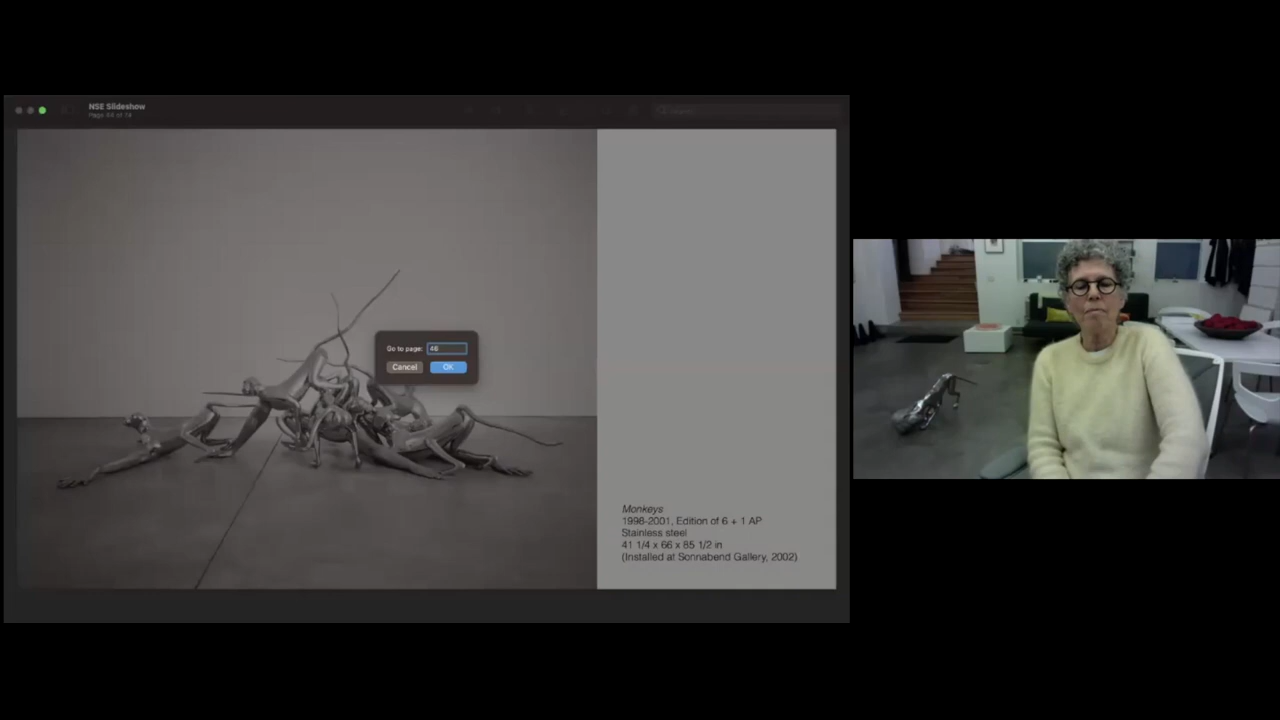 NSE Slideshow
Go to page: 46
Cancel OK
Monkeys
1998-2001, Edition of 6 + 1 AP
Stainless steel
41 1/4 x 66 x 85 1/2 in
(Installed at Sonnabend Gallery, 2002)